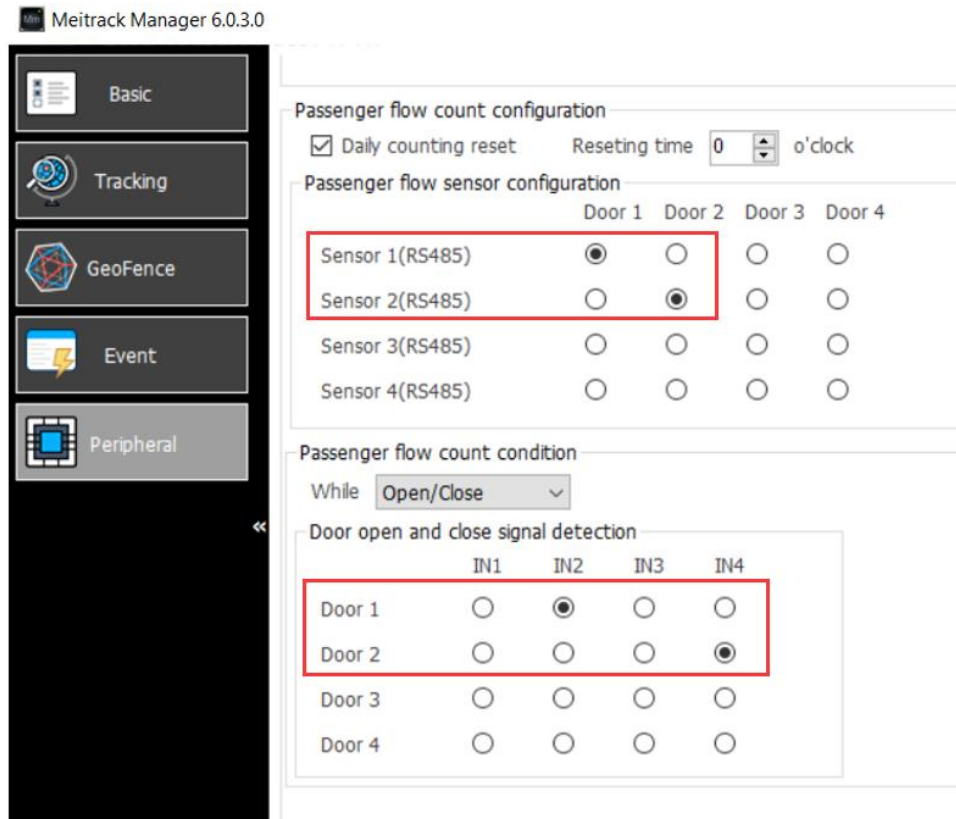 Meitrack Manager 6.0.3.0
Basic
Tracking
GeoFence
Event
Peripheral
«
Passenger flow count configuration
Daily counting reset Reseting time 0 o'clock
Passenger flow sensor configuration
Door 1 Door 2 Door 3 Door 4
Sensor 1(RS485)
Sensor 2(RS485)
Sensor 3(RS485)
Sensor 4(RS485)
Passenger flow count condition
While Open/Close
Door open and close signal detection
IN1 IN2 IN3 IN4
Door 1
Door 2
Door 3
Door 4